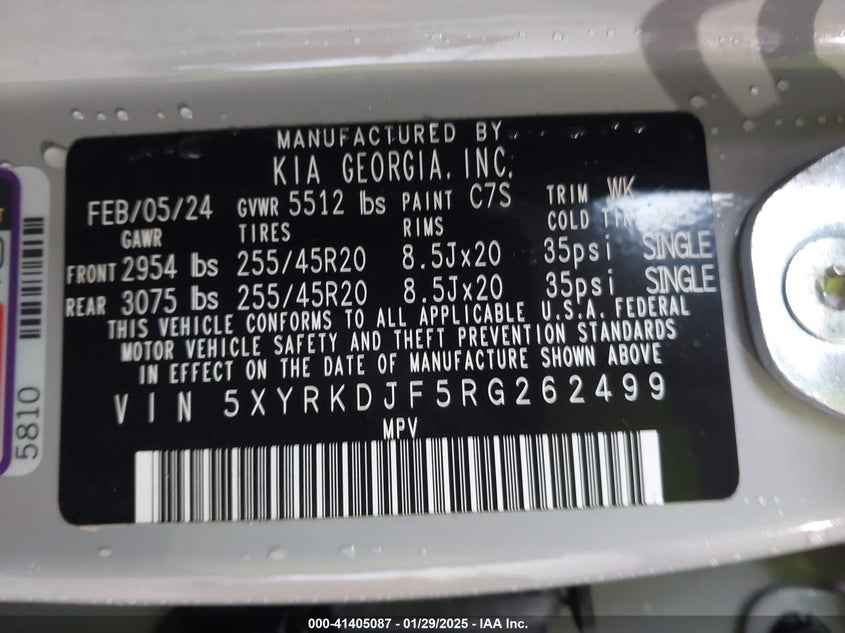 MANUFACTURED BY
KIA GEORGIA, INC.
FEB/05/24 GVWR 5512 lbs PAINT C7S TRIM WK
GAWR TIRES RIMS COLD
FRONT 2954 lbs 255/45R20 8.5Jx20 35psi SINGLE
REAR 3075 lbs 255/45R20 8.5Jx20 35psi SINGLE
THIS VEHICLE CONFORMS TO ALL APPLICABLE U.S.A. FEDERAL
MOTOR VEHICLE SAFETY AND THEFT PREVENTION STANDARDS
IN EFFECT ON THE DATE OF MANUFACTURE SHOWN ABOVE
VIN 5XYRKDJF5RG262499
MPV
5810
000-41405087 - 01/29/2025 - IAA Inc.